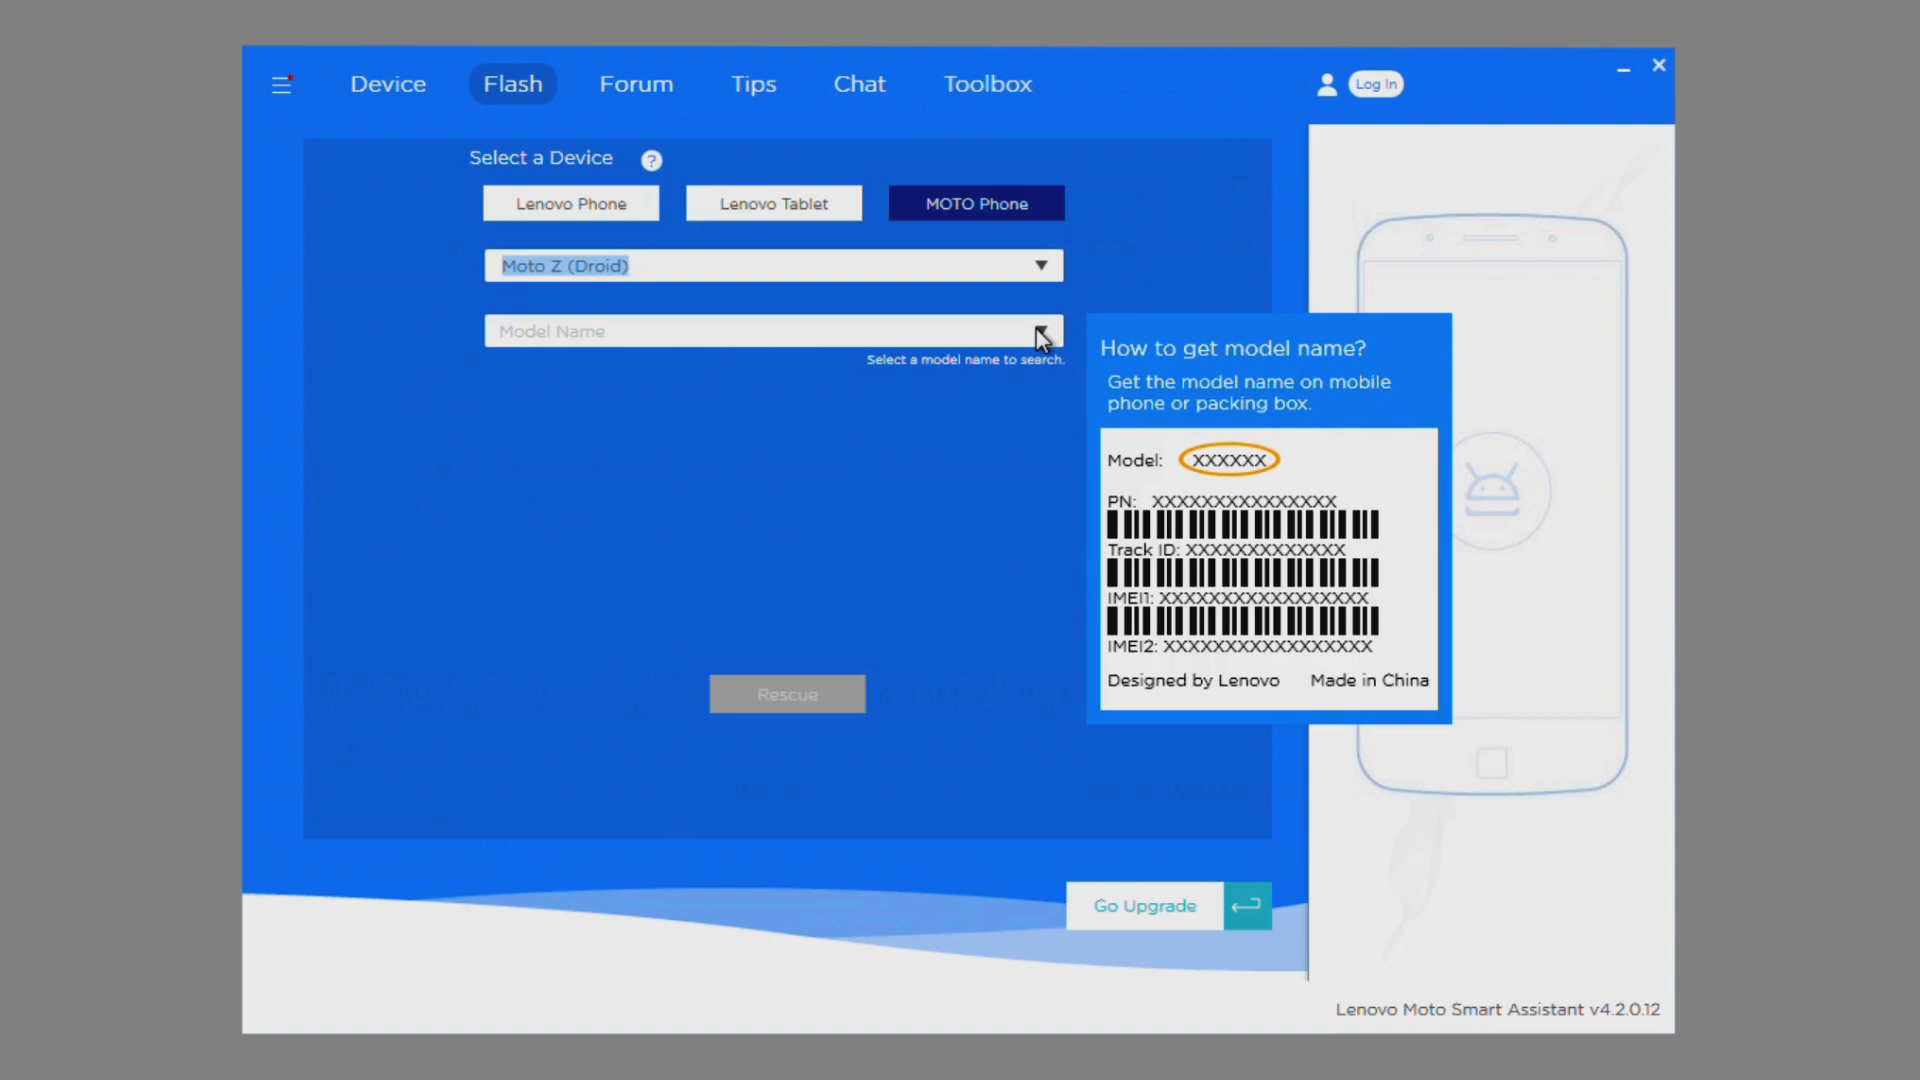 Device Flash Forum Tips Chat Toolbox Log In
Select a Device ?
Lenovo Phone Lenovo Tablet MOTO Phone
Moto Z (Droid)
Model Name
Select a model name to search.
How to get model name?
Get the model name on mobile
phone or packing box.
Model: XXXXXX
PN: XXXXXXXXXXXXXXX
Track ID: XXXXXXXXXXXXX
IMEI1: XXXXXXXXXXXXXXXXX
IMEI2: XXXXXXXXXXXXXXXXX
Designed by Lenovo Made in China
Rescue
Go Upgrade
Lenovo Moto Smart Assistant v4.2.0.12